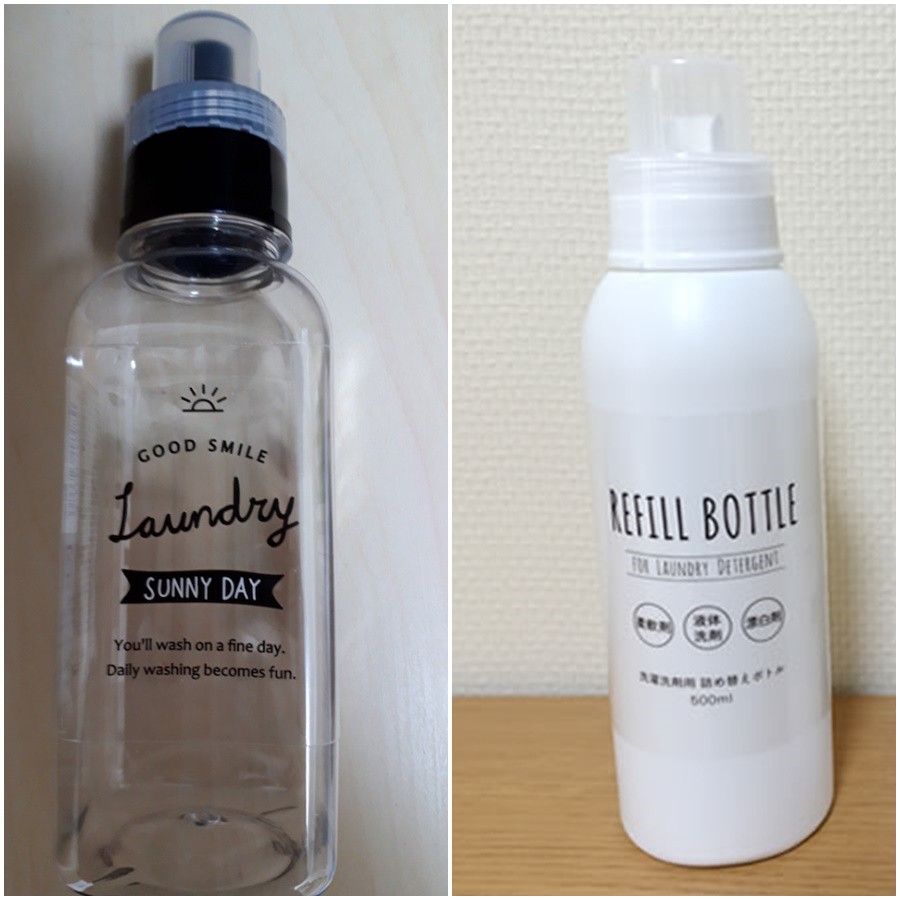 GOOD SMILE
Laundry
SUNNY DAY
You'll wash on a fine day.
Daily washing becomes fun.
REFILL BOTTLE
FOR LAUNDRY DETERGENT
柔軟剤
液体
洗剤
漂白剤
洗濯洗剤用 詰め替えボトル
500ml